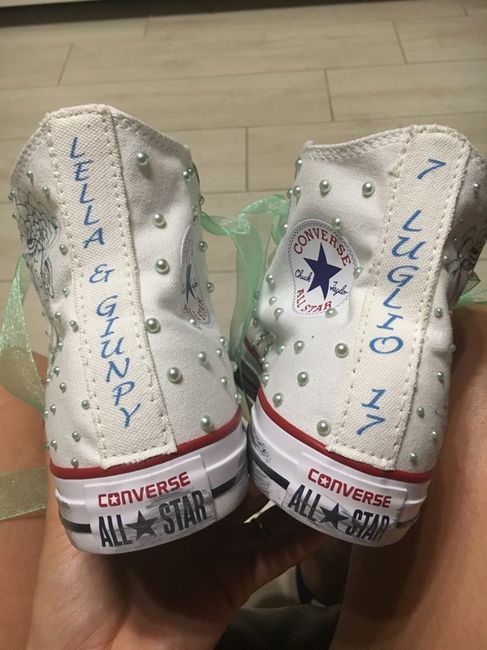 LELLA & GIUNPY
7 LUGLIO 17
CONVERSE
Chuck Taylor
ALL STAR
CONVERSE
ALL STAR
CONVERSE
ALL STAR